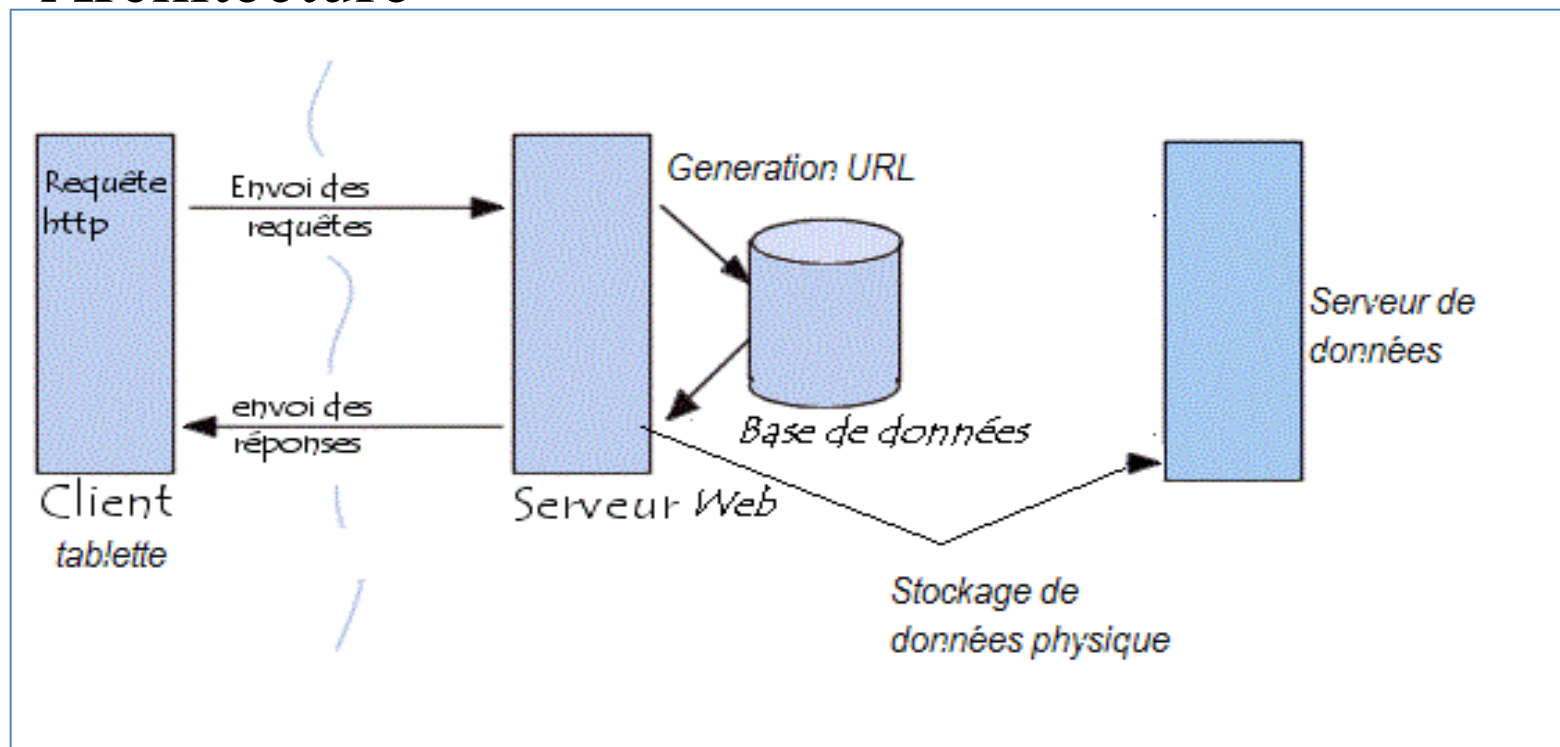 Architecture
Requête
http
Envoi des
requêtes
Generation URL
Serveur de
données
envoi des
réponses
Base de données
Client
tablette
Serveur Web
Stockage de
données physique